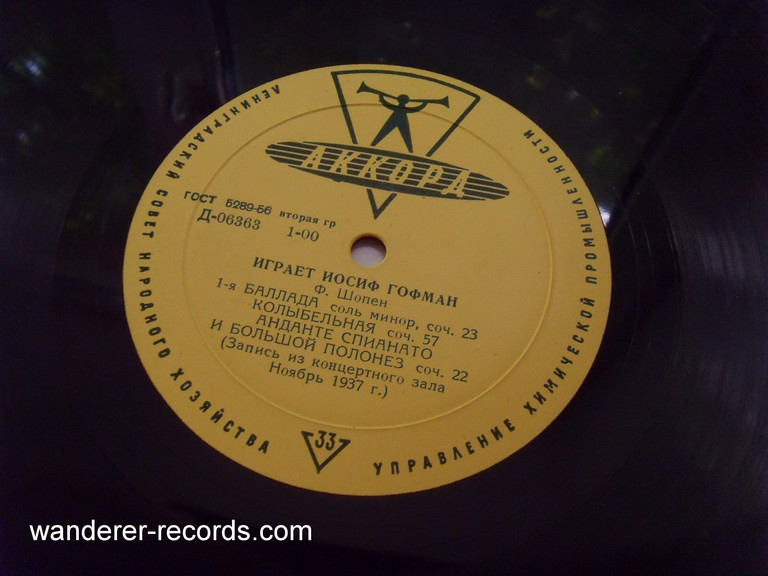 ЛЕНИНГРАДСКИЙ СОВЕТ НАРОДНОГО ХОЗЯЙСТВА
УПРАВЛЕНИЕ ХИМИЧЕСКОЙ ПРОМЫШЛЕННОСТИ
АККОРД
ГОСТ 5289-56 вторая гр
Д-06363 1-00
ИГРАЕТ ИОСИФ ГОФМАН
Ф. Шопен
1-я БАЛЛАДА соль минор, соч. 23
КОЛЫБЕЛЬНАЯ соч. 57
АНДАНТЕ СПИАНАТО
И БОЛЬШОЙ ПОЛОНЕЗ соч. 22
(Запись из концертного зала
Ноябрь 1937 г.)
33
wanderer-records.com